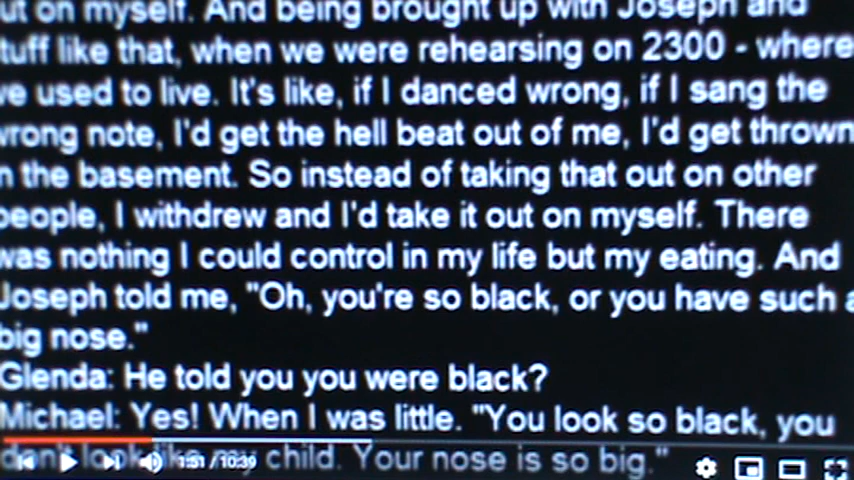 ut on myself. And being brought up with Joseph and
tuff like that, when we were rehearsing on 2300 - where
e used to live. It's like, if I danced wrong, if I sang the
wrong note, I'd get the hell beat out of me, I'd get thrown
n the basement. So instead of taking that out on other
people, I withdrew and I'd take it out on myself. There
was nothing I could control in my life but my eating. And
Joseph told me, "Oh, you're so black, or you have such a
big nose."
Glenda: He told you you were black?
Michael: Yes! When I was little. "You look so black, you
don't look like my child. Your nose is so big."
1:51 / 10:39